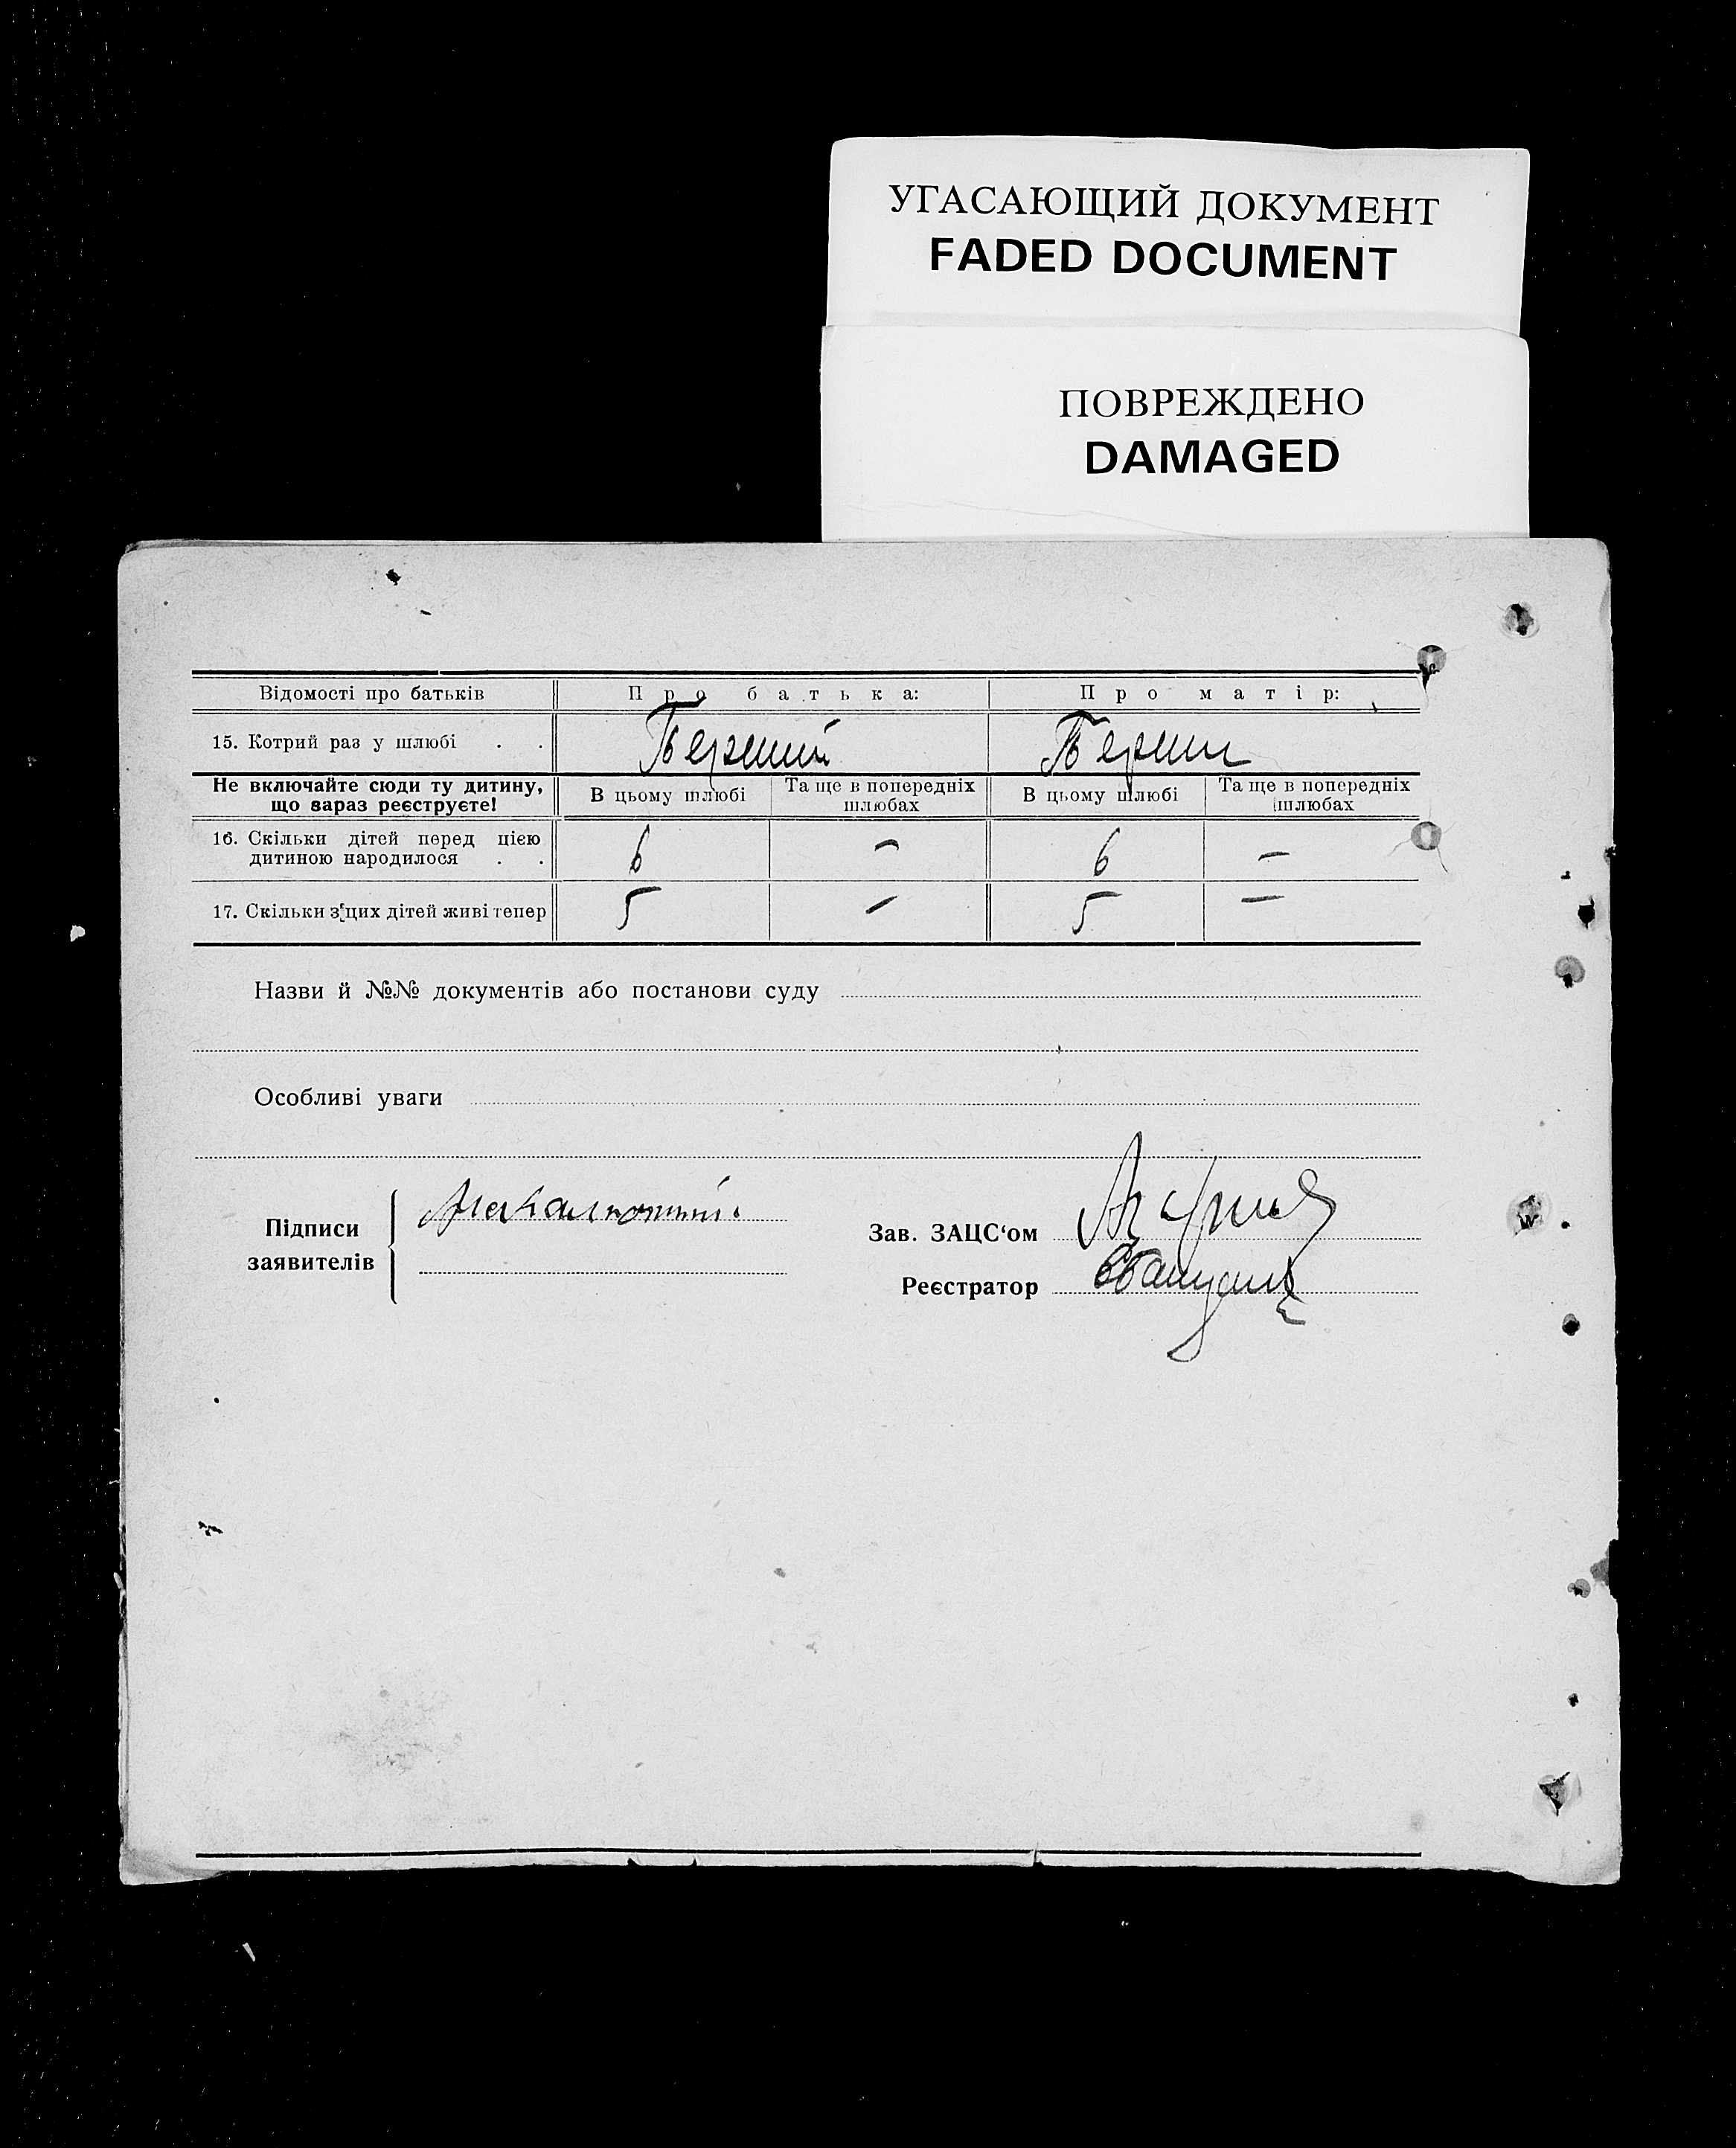 УГАСАЮЩИЙ ДОКУМЕНТ
FADED DOCUMENT
ПОВРЕЖДЕНО
DAMAGED
Відомості про батьків Про батька: Про матір:
15. Котрий раз у шлюбі . . Перший Перши
Не включайте сюди ту дитину, що зараз реєструєте! В цьому шлюбі Та ще в попередніх шлюбах В цьому шлюбі Та ще в попередніх шлюбах
16. Скільки дітей перед цією дитиною народилося . . 6 — 6 —
17. Скільки з цих дітей живі тепер 5 — 5 —
Назви й №№ документів або постанови суду
Особливі уваги
Підписи заявителів
Зав. ЗАЦС‘ом
Реєстратор